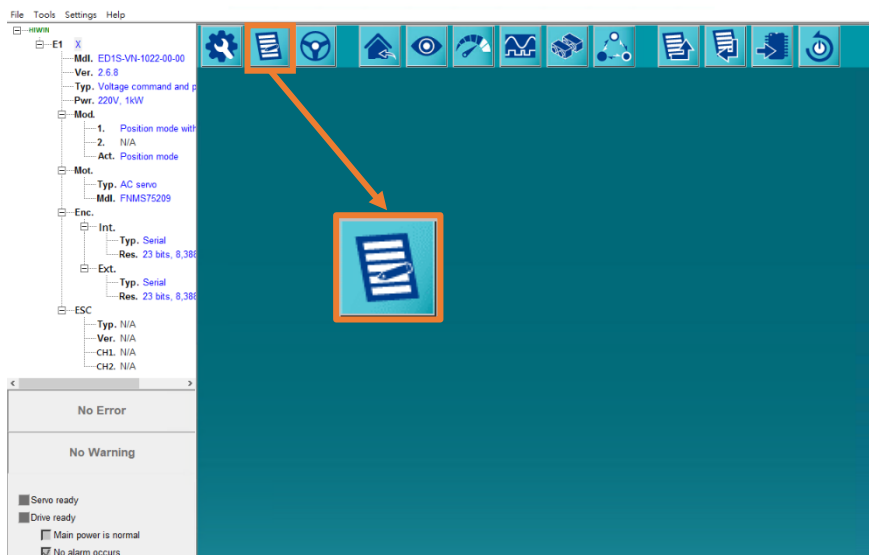 File Tools Settings Help
HIWIN
E1 X
Mdl. ED1S-VN-1022-00-00
Ver. 2.6.8
Typ. Voltage command and p
Pwr. 220V, 1kW
Mod.
1. Position mode with
2. N/A
Act. Position mode
Mot.
Typ. AC servo
Mdl. FNMS75209
Enc.
Int.
Typ. Serial
Res. 23 bits, 8,388
Ext.
Typ. Serial
Res. 23 bits, 8,388
ESC
Typ. N/A
Ver. N/A
CH1. N/A
CH2. N/A
No Error
No Warning
Servo ready
Drive ready
Main power is normal
No alarm occurs